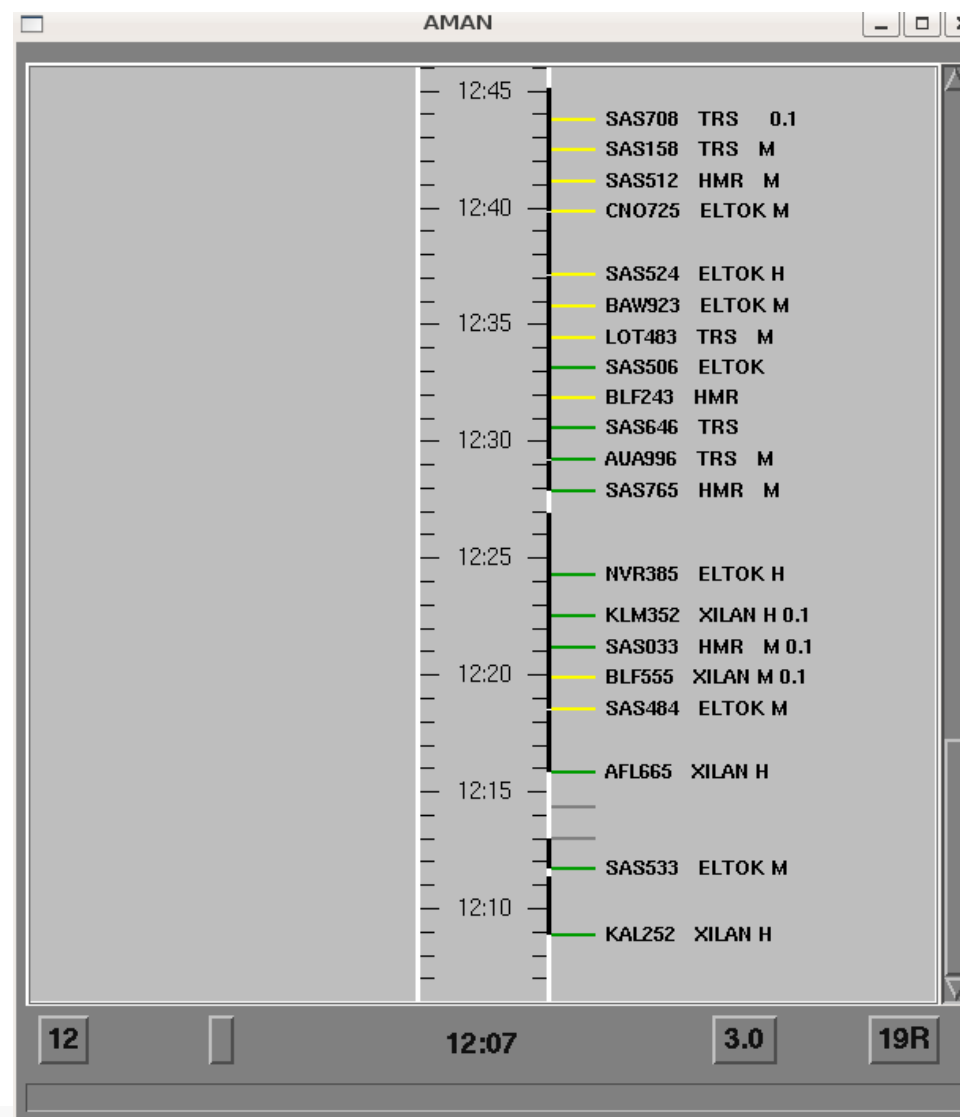 AMAN
12:45
SAS708 TRS 0.1
SAS158 TRS M
SAS512 HMR M
12:40 CNO725 ELTOK M
SAS524 ELTOK H
BAW923 ELTOK M
12:35
LOT483 TRS M
SAS506 ELTOK
BLF243 HMR
SAS646 TRS
12:30
AUA996 TRS M
SAS765 HMR M
12:25
NVR385 ELTOK H
KLM352 XILAN H 0.1
SAS033 HMR M 0.1
12:20 BLF555 XILAN M 0.1
SAS484 ELTOK M
AFL665 XILAN H
12:15
SAS533 ELTOK M
12:10
KAL252 XILAN H
12 12:07 3.0 19R